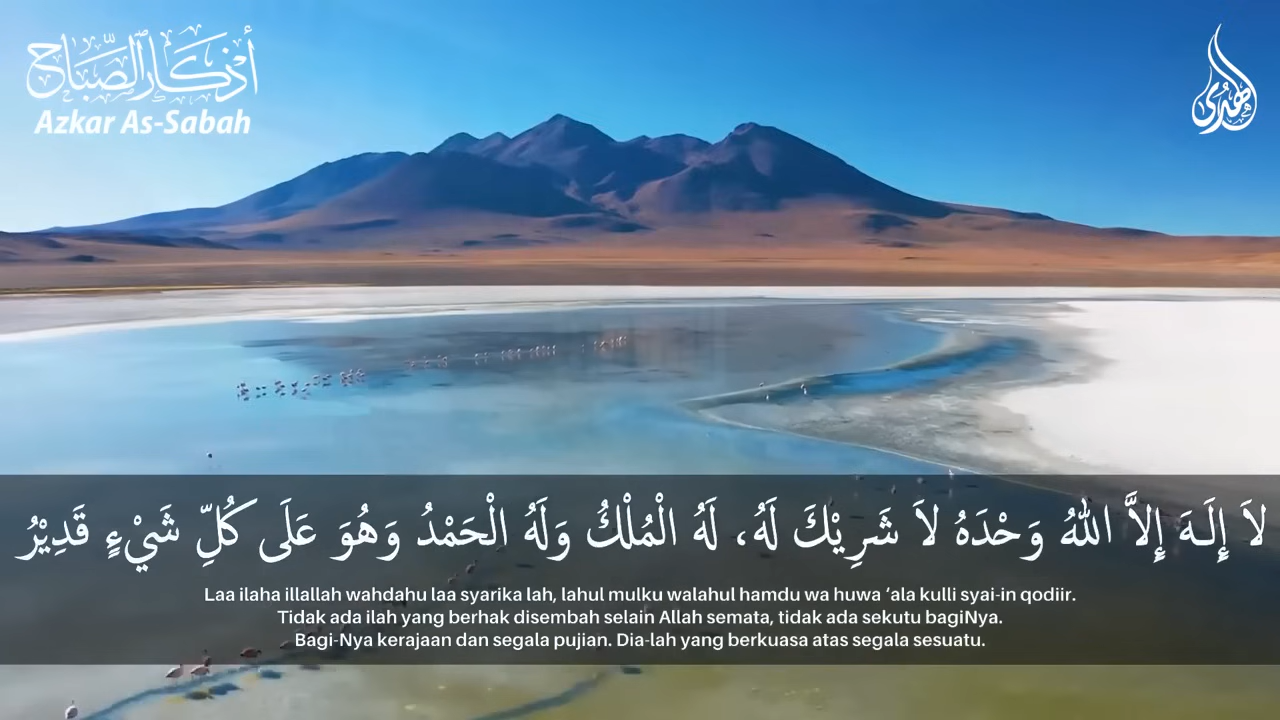 أذكار الصباح
Azkar As-Sabah
الهدى
لاَ إِلَهَ إِلاَّ اللهُ وَحْدَهُ لاَ شَرِيْكَ لَهُ، لَهُ الْمُلْكُ وَلَهُ الْحَمْدُ وَهُوَ عَلَى كُلِّ شَيْءٍ قَدِيْرُ
Laa ilaha illallah wahdahu laa syarika lah, lahul mulku walahul hamdu wa huwa ‘ala kulli syai-in qodiir.
Tidak ada ilah yang berhak disembah selain Allah semata, tidak ada sekutu bagiNya.
Bagi-Nya kerajaan dan segala pujian. Dia-lah yang berkuasa atas segala sesuatu.